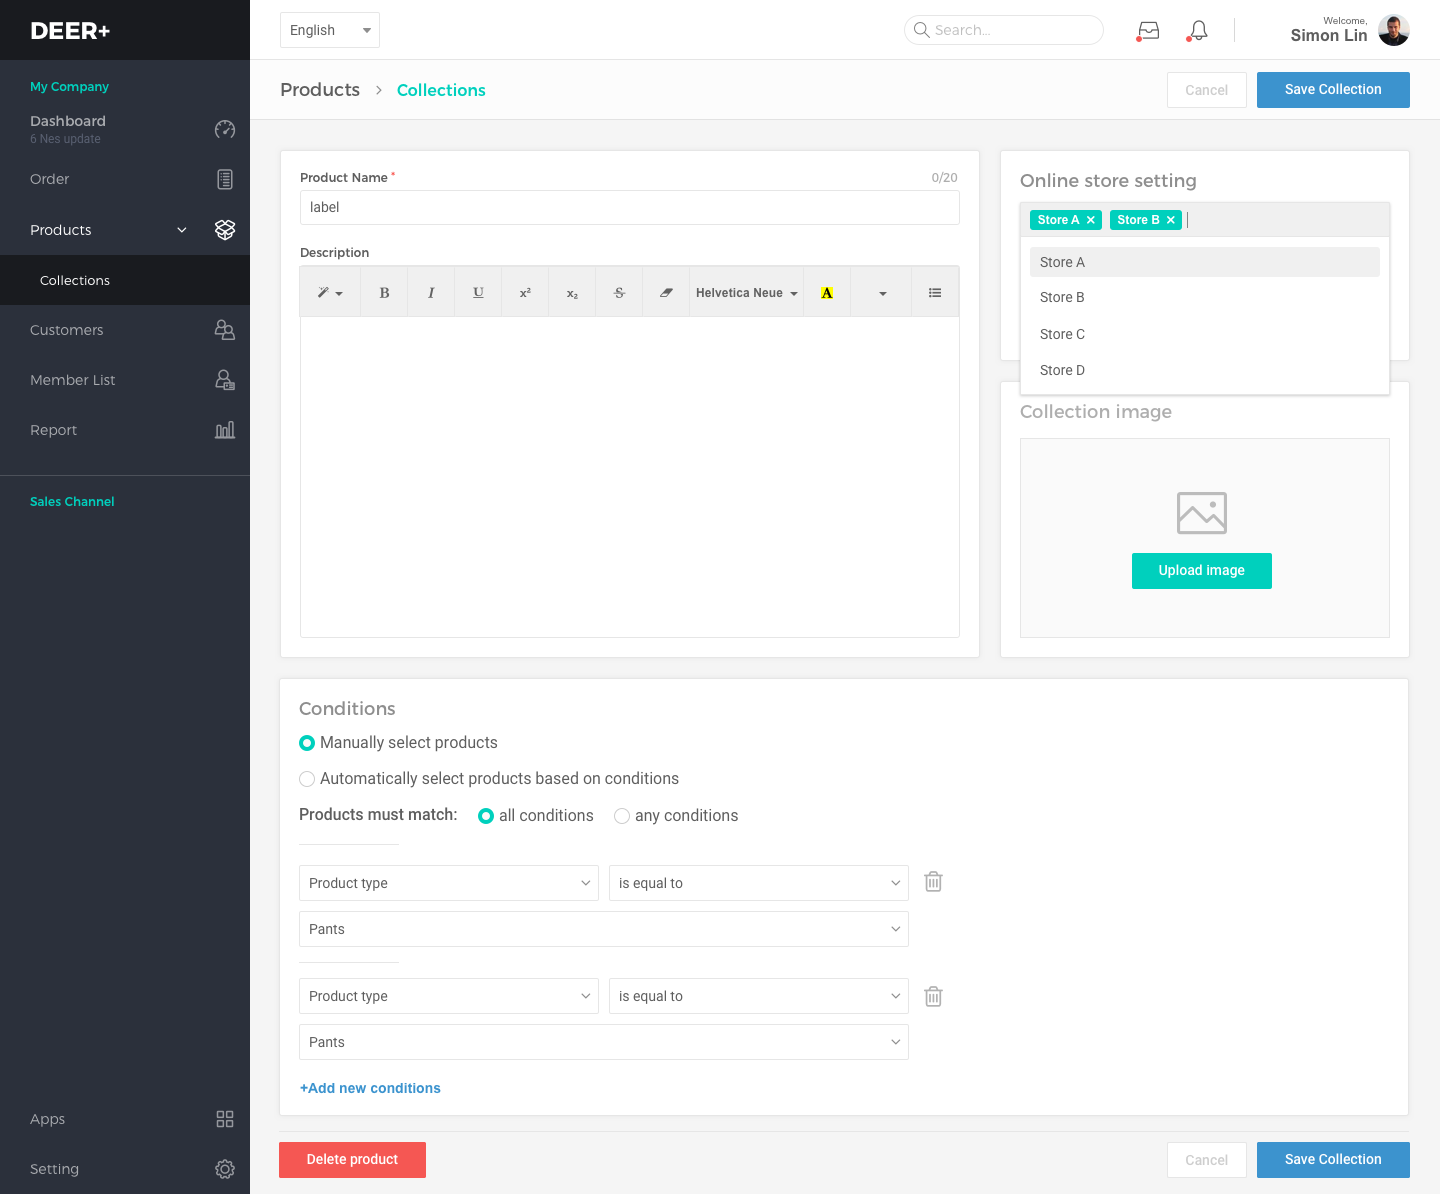 DEER+
English
Search...
Welcome,
Simon Lin
My Company
Dashboard
6 Nes update
Order
Products
Collections
Customers
Member List
Report
Sales Channel
Apps
Setting
Products > Collections
Cancel
Save Collection
Product Name *
0/20
label
Description
B I U x² x₂ S Helvetica Neue A
Online store setting
Store A × Store B ×
Store A
Store B
Store C
Store D
Collection image
Upload image
Conditions
Manually select products
Automatically select products based on conditions
Products must match: all conditions any conditions
Product type is equal to
Pants
Product type is equal to
Pants
+Add new conditions
Delete product
Cancel
Save Collection